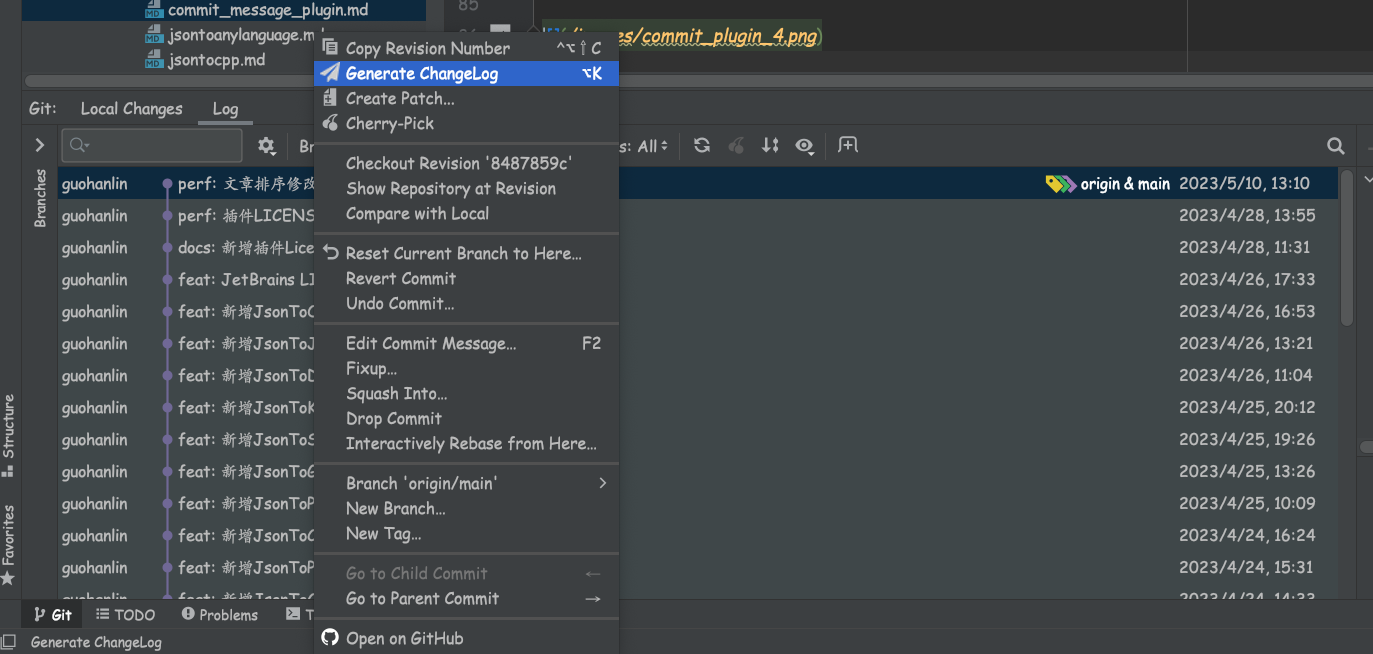 commit_message_plugin.md
jsontoanylanguage.m
jsontocpp.md
85
/images/commit_plugin_4.png)
Git: Local Changes Log
All
Branches
guohanlin perf: 文章排序修改 origin & main 2023/5/10, 13:10
guohanlin perf: 插件LICENS 2023/4/28, 13:55
guohanlin docs: 新增插件Lice 2023/4/28, 11:31
guohanlin feat: JetBrains LI 2023/4/26, 17:33
guohanlin feat: 新增JsonToC 2023/4/26, 16:53
guohanlin feat: 新增JsonToJ 2023/4/26, 13:21
guohanlin feat: 新增JsonToD 2023/4/26, 11:04
guohanlin feat: 新增JsonToK 2023/4/25, 20:12
guohanlin feat: 新增JsonToS 2023/4/25, 19:26
guohanlin feat: 新增JsonToG 2023/4/25, 13:26
guohanlin feat: 新增JsonToP 2023/4/25, 10:09
guohanlin feat: 新增JsonToC 2023/4/24, 16:24
guohanlin feat: 新增JsonToP 2023/4/24, 15:31
Copy Revision Number ^⌥⇧C
Generate ChangeLog ⌥K
Create Patch...
Cherry-Pick
Checkout Revision '8487859c'
Show Repository at Revision
Compare with Local
Reset Current Branch to Here...
Revert Commit
Undo Commit...
Edit Commit Message... F2
Fixup...
Squash Into...
Drop Commit
Interactively Rebase from Here...
Branch 'origin/main'
New Branch...
New Tag...
Go to Child Commit ←
Go to Parent Commit →
Open on GitHub
Structure
Favorites
Git TODO Problems
Generate ChangeLog